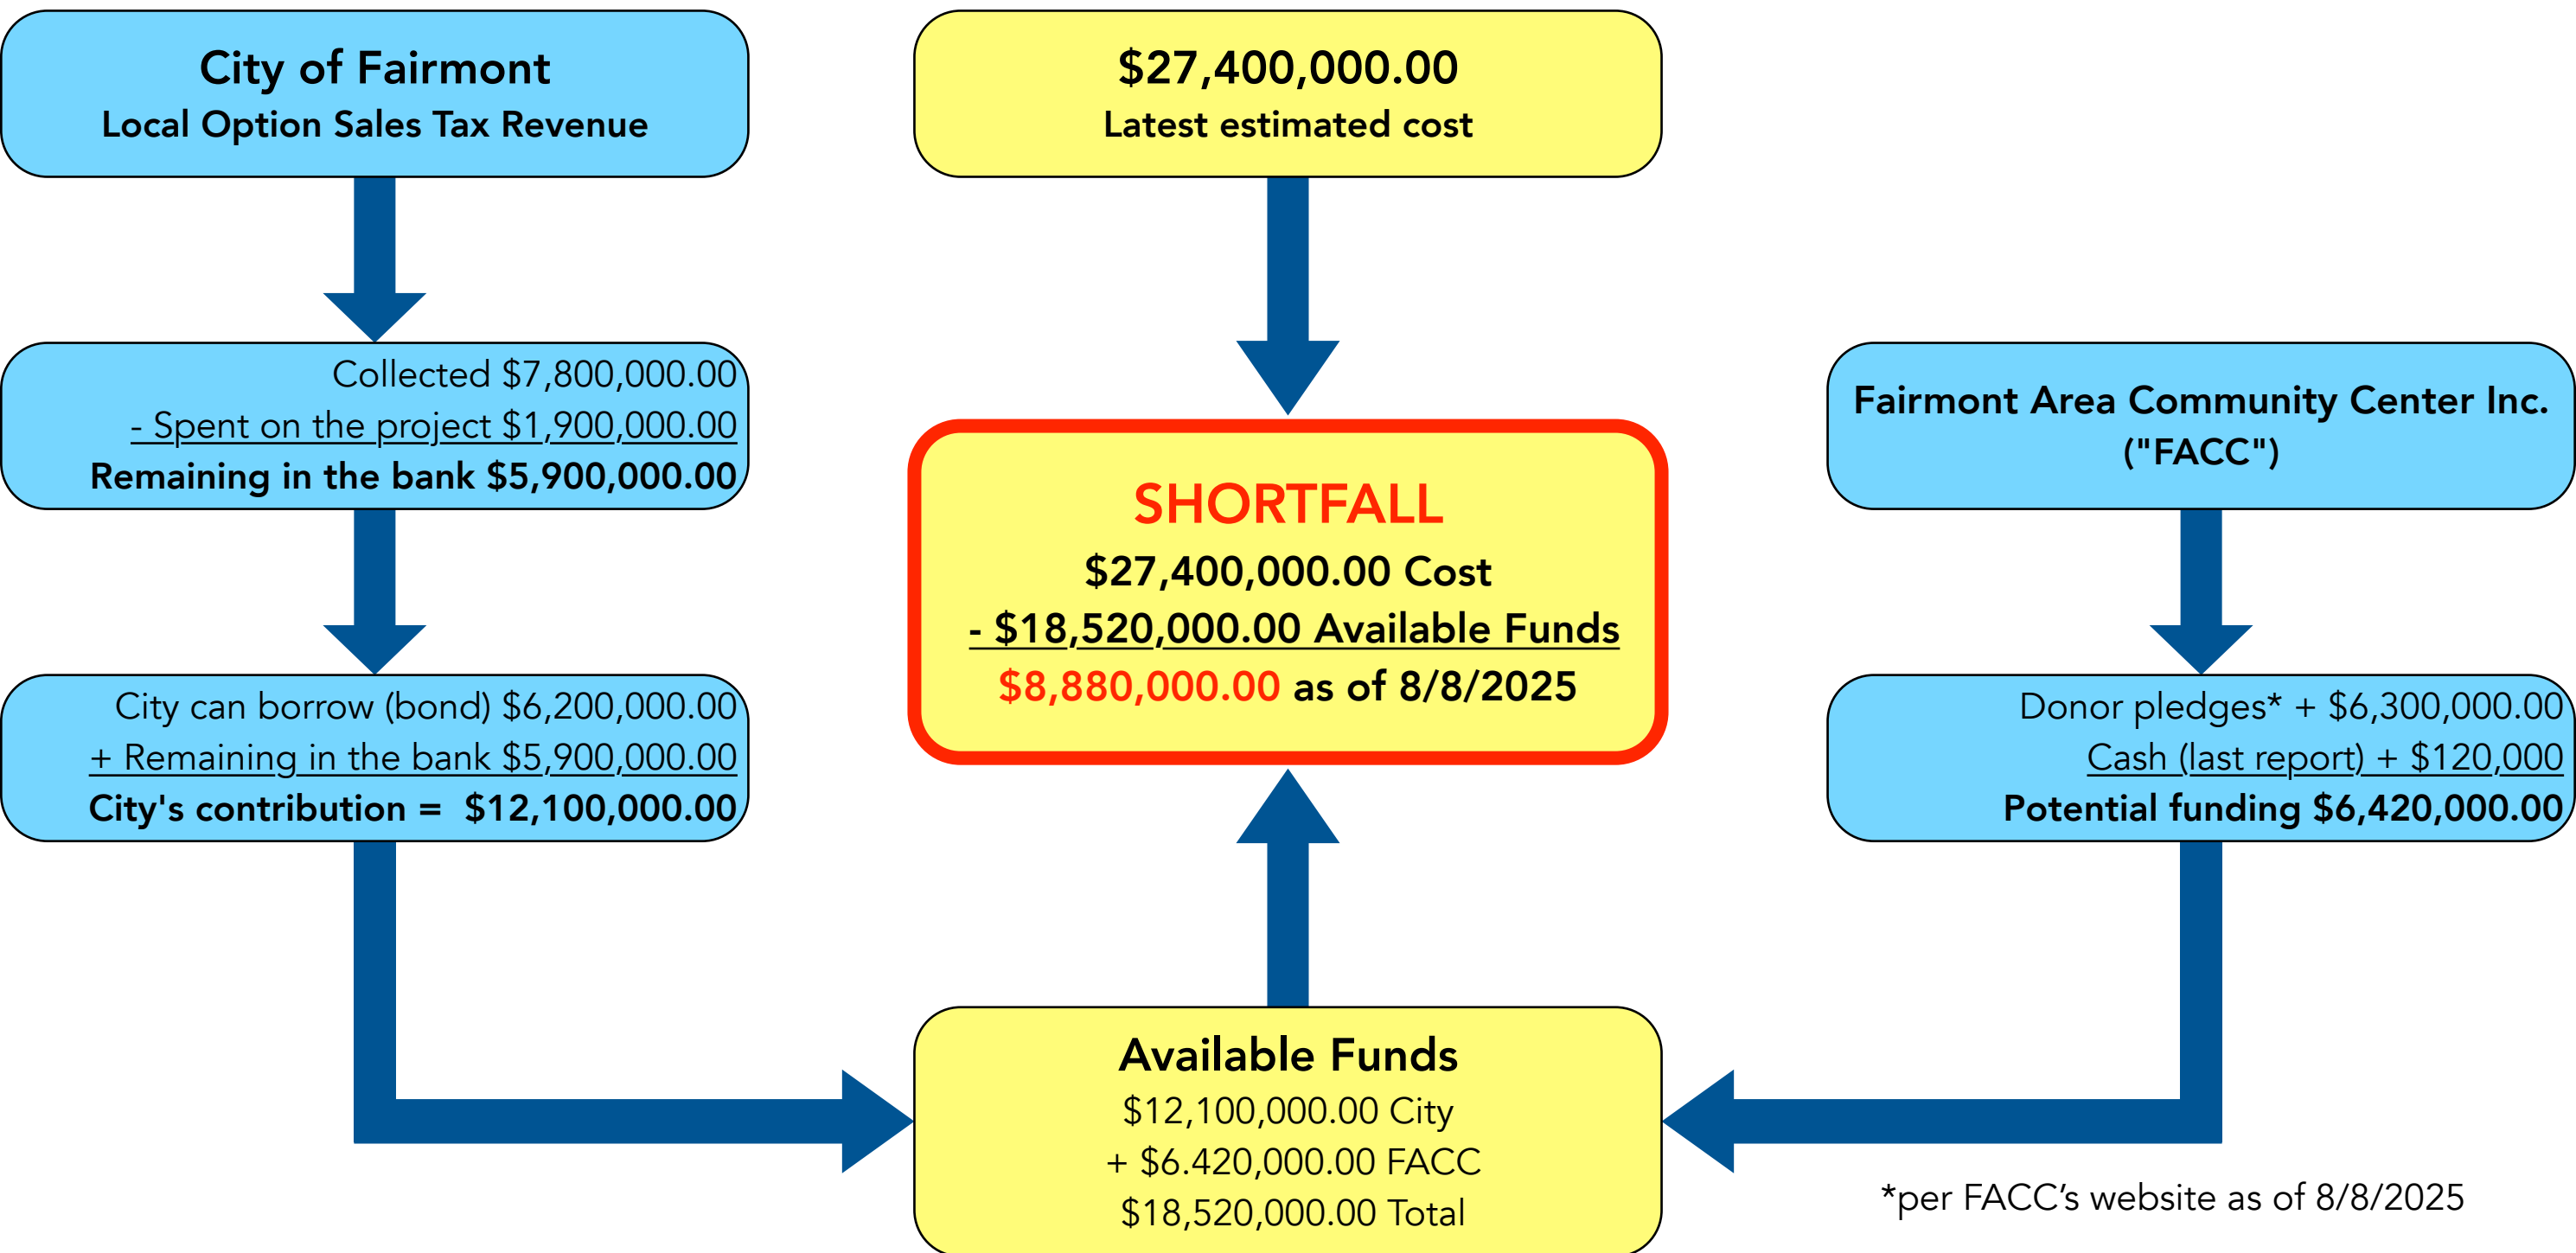 City of Fairmont
Local Option Sales Tax Revenue
$27,400,000.00
Latest estimated cost
Collected $7,800,000.00
- Spent on the project $1,900,000.00
Remaining in the bank $5,900,000.00
Fairmont Area Community Center Inc.
("FACC")
SHORTFALL
$27,400,000.00 Cost
- $18,520,000.00 Available Funds
$8,880,000.00 as of 8/8/2025
City can borrow (bond) $6,200,000.00
+ Remaining in the bank $5,900,000.00
City's contribution =  $12,100,000.00
Donor pledges* + $6,300,000.00
Cash (last report) + $120,000
Potential funding $6,420,000.00
Available Funds
$12,100,000.00 City
+ $6.420,000.00 FACC
$18,520,000.00 Total
*per FACC’s website as of 8/8/2025